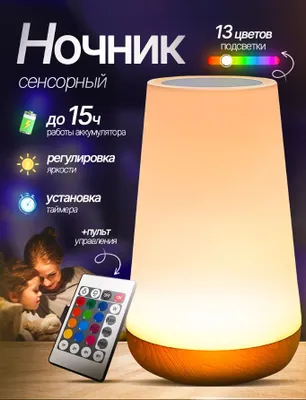 Ночник
сенсорный
13 цветов
подсветки
до 15ч
работы аккумулятора
регулировка
яркости
установка
таймера
+пульт
управления